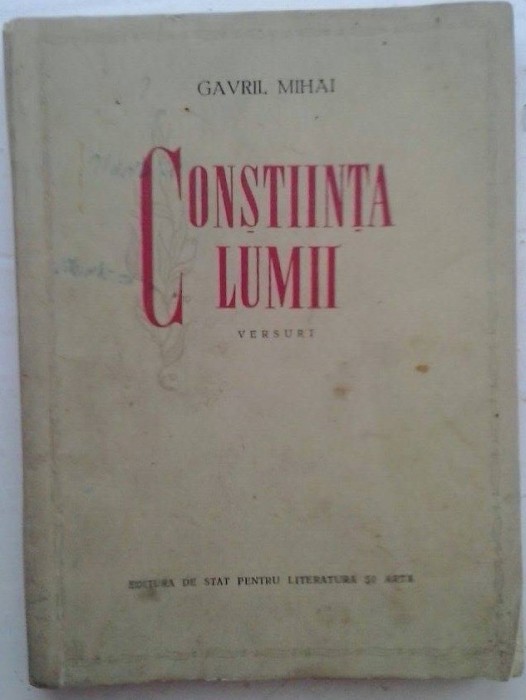 GAVRIL MIHAI
CONȘTIINȚA
LUMII
VERSURI
EDITURA DE STAT PENTRU LITERATURĂ ȘI ARTĂ